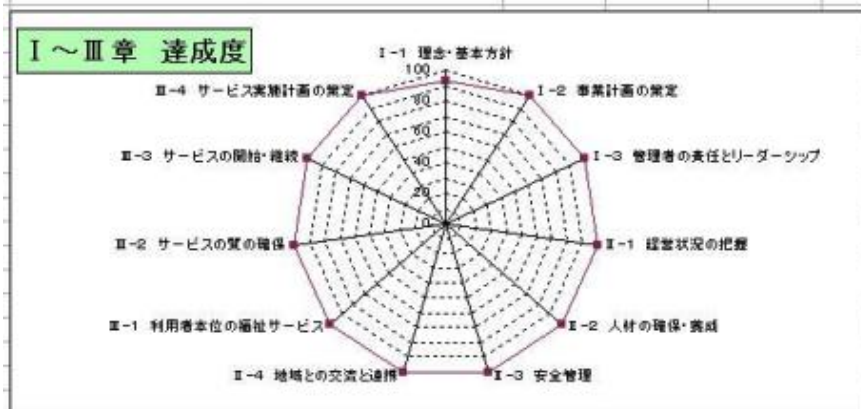 Ⅰ～Ⅲ章 達成度
Ⅰ-1 理念・基本方針
100
80
60
40
20
0
Ⅰ-2 事業計画の策定
Ⅰ-3 管理者の責任とリーダーシップ
Ⅱ-1 経営状況の把握
Ⅱ-2 人材の確保・養成
Ⅱ-3 安全管理
Ⅱ-4 地域との交流と連携
Ⅲ-1 利用者本位の福祉サービス
Ⅲ-2 サービスの質の確保
Ⅲ-3 サービスの開始・継続
Ⅲ-4 サービス実施計画の策定